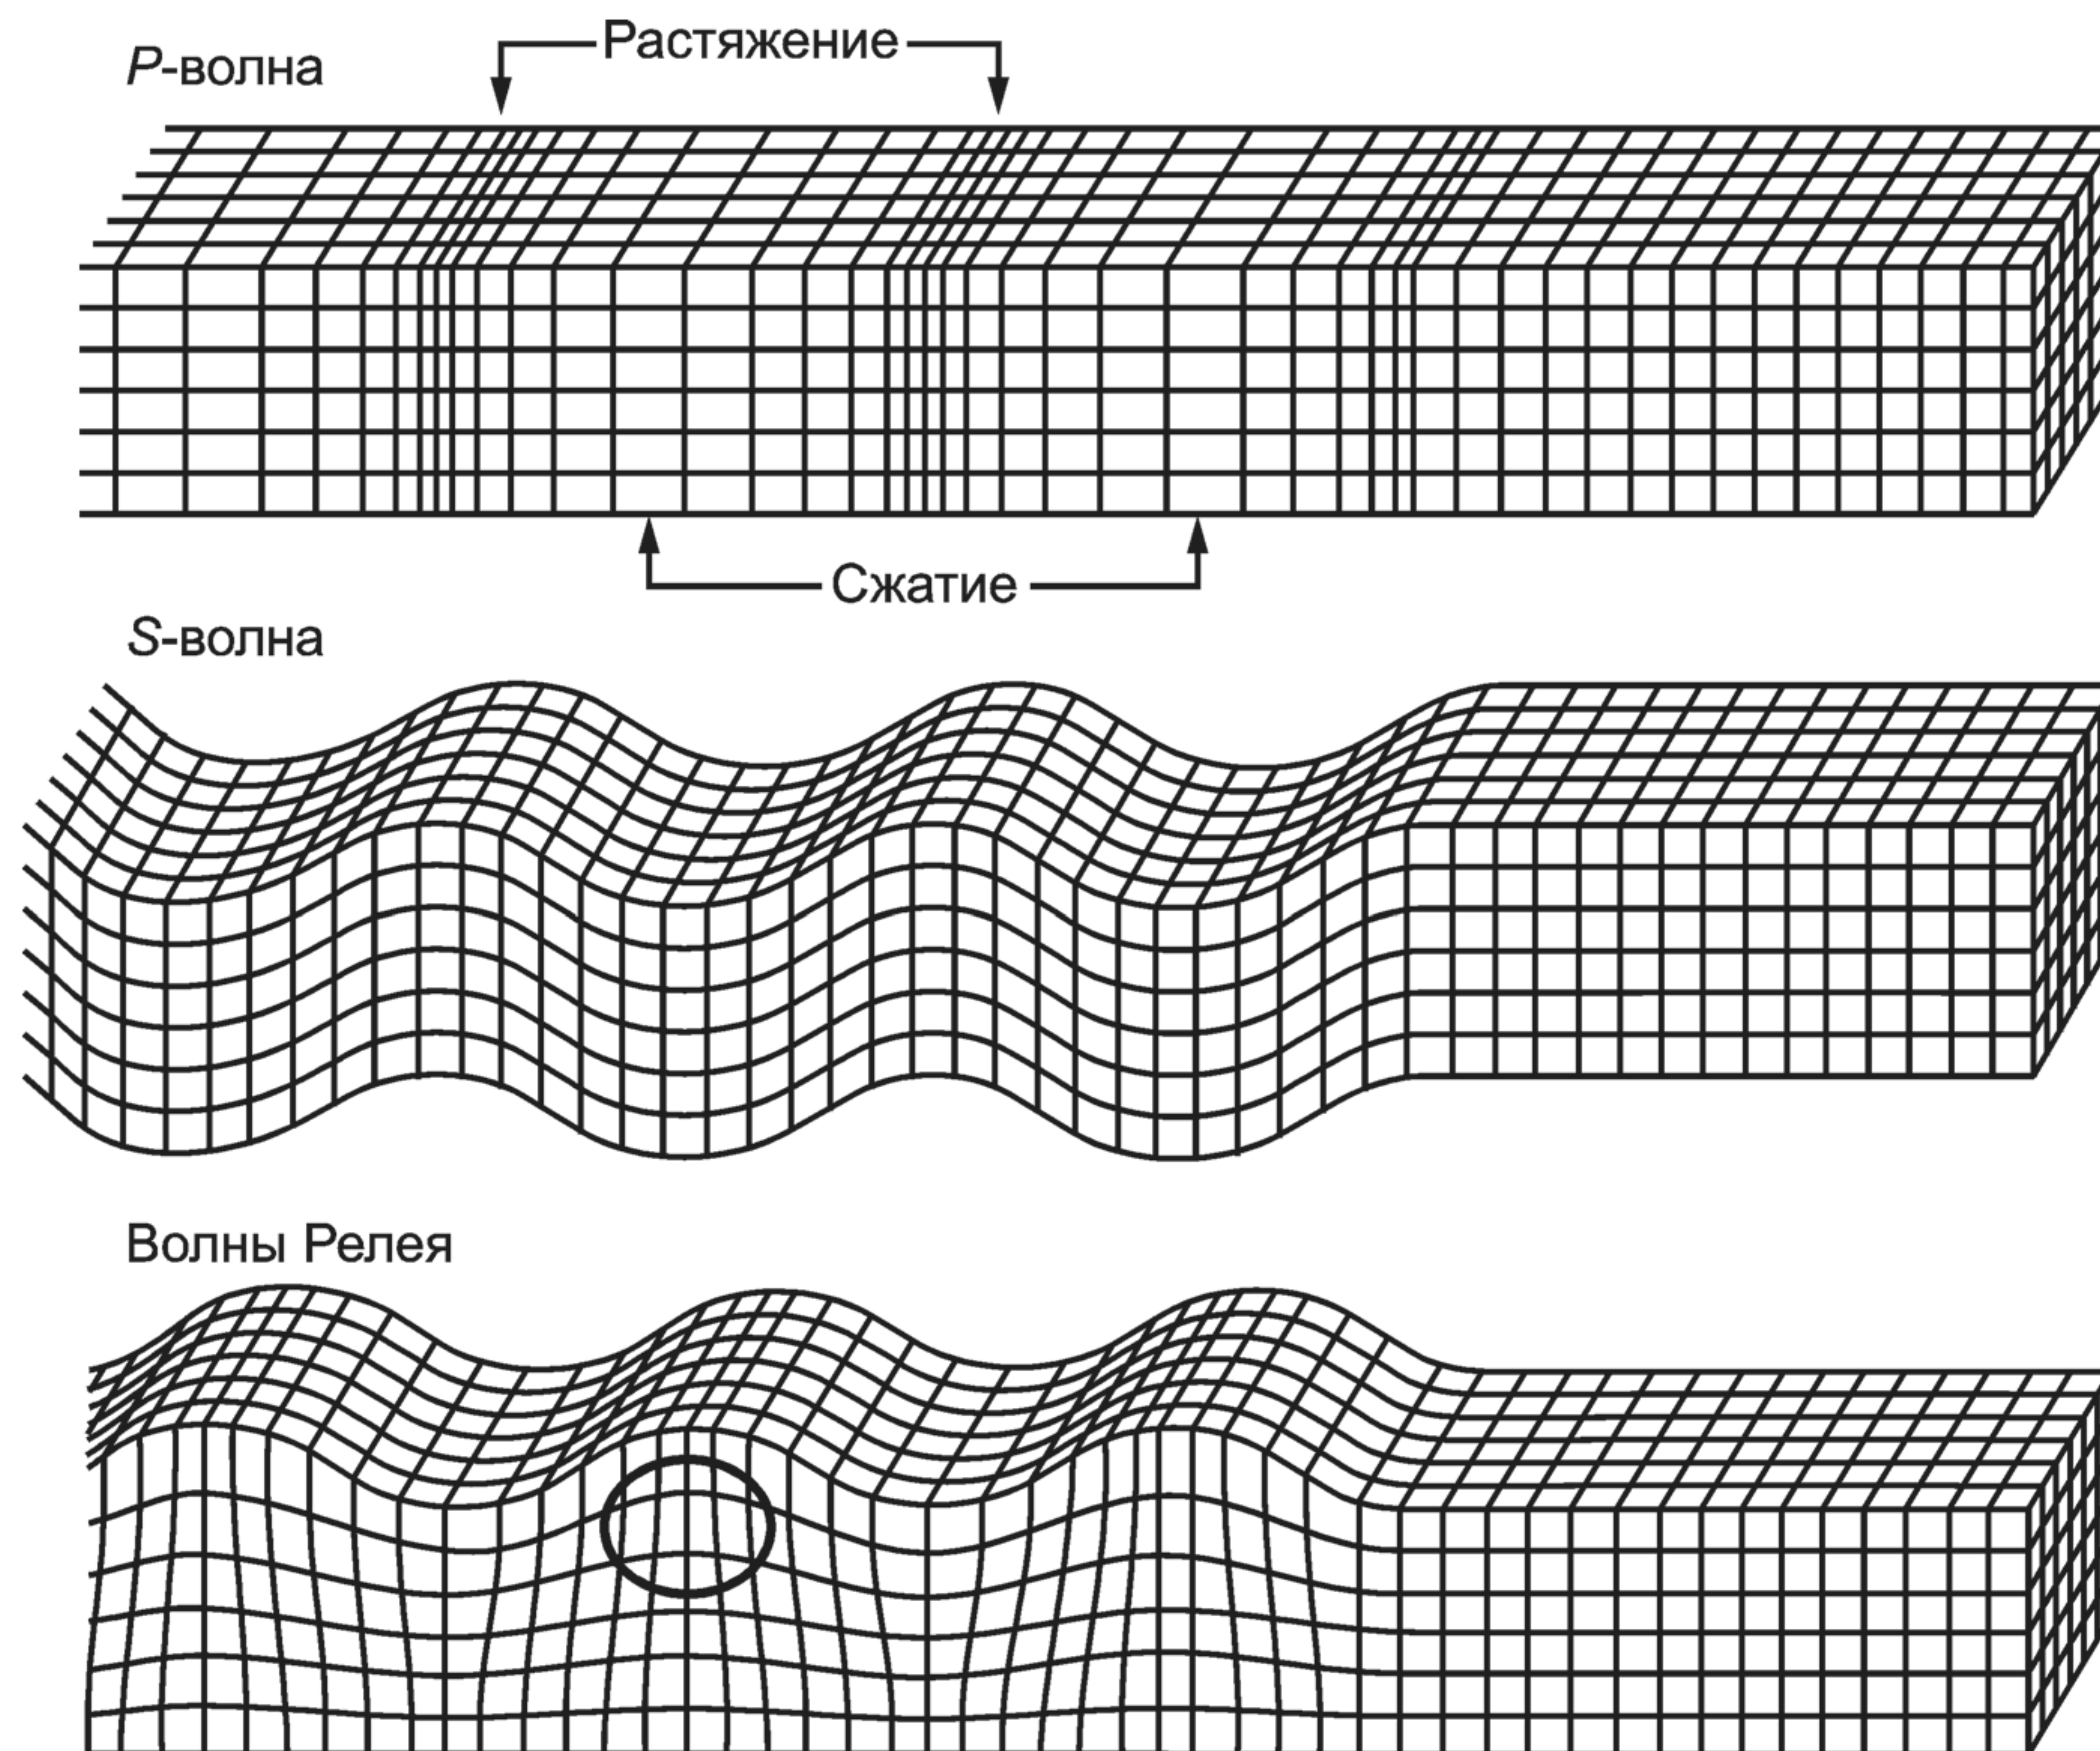 P-волна
Растяжение
Сжатие
S-волна
Волны Релея